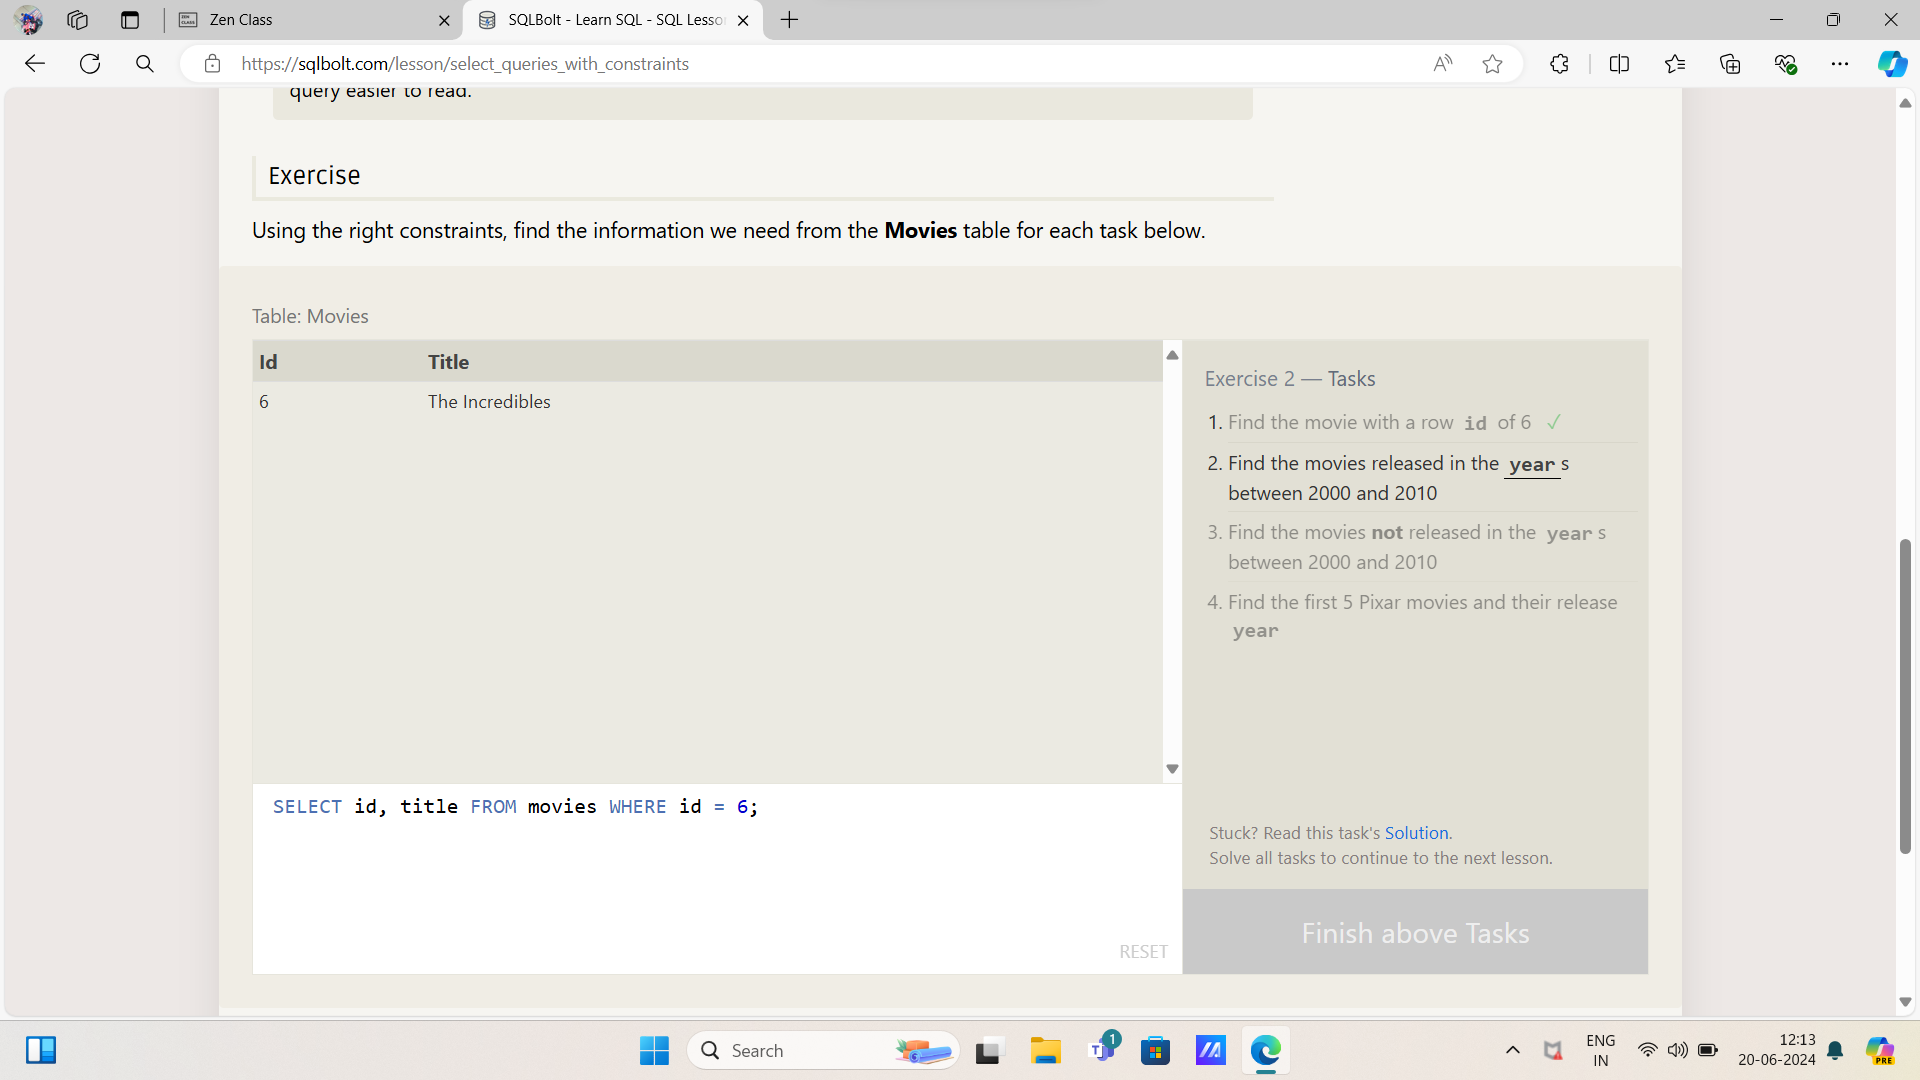 Zen Class
SQLBolt - Learn SQL - SQL Lesso
https://sqlbolt.com/lesson/select_queries_with_constraints
query easier to read.
Exercise
Using the right constraints, find the information we need from the Movies table for each task below.
Table: Movies
Id Title
6 The Incredibles
Exercise 2 — Tasks
1. Find the movie with a row id of 6 ✓
2. Find the movies released in the year s
between 2000 and 2010
3. Find the movies not released in the year s
between 2000 and 2010
4. Find the first 5 Pixar movies and their release
year
SELECT id, title FROM movies WHERE id = 6;
Stuck? Read this task's Solution.
Solve all tasks to continue to the next lesson.
RESET
Finish above Tasks
Search
1
ENG
IN
12:13
20-06-2024
PRE